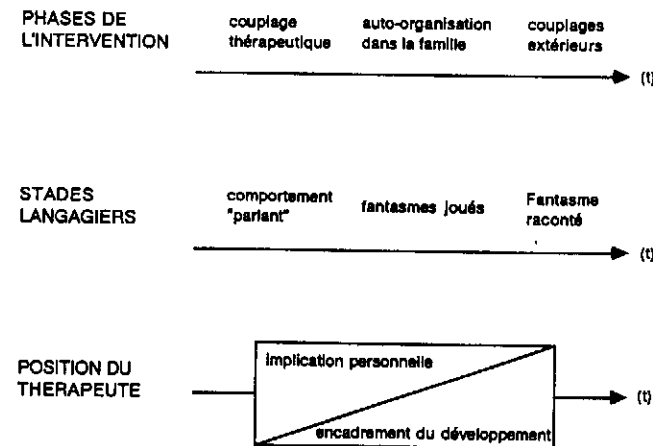 PHASES DE
L'INTERVENTION
couplage
thérapeutique
auto-organisation
dans la famille
couplages
extérieurs
(t)
STADES
LANGAGIERS
comportement
"parlant"
fantasmes joués
Fantasme
raconté
(t)
POSITION DU
THERAPEUTE
implication personnelle
encadrement du développement
(t)